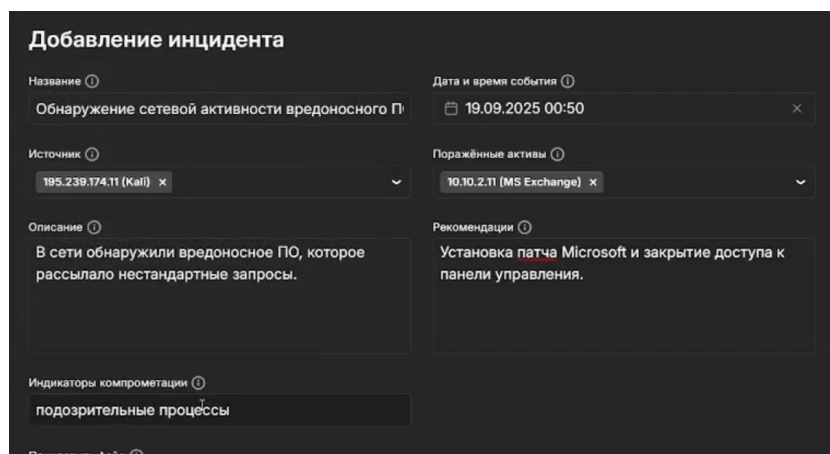 Добавление инцидента
Название
Дата и время события
Обнаружение сетевой активности вредоносного
19.09.2025 00:50
Источник
Поражённые активы
195.239.174.11 (Kali) ×
10.10.2.11 (MS Exchange) ×
Описание
Рекомендации
В сети обнаружили вредоносное ПО, которое
рассылало нестандартные запросы.
Установка патча Microsoft и закрытие доступа к
панели управления.
Индикаторы компрометации
подозрительные процессы